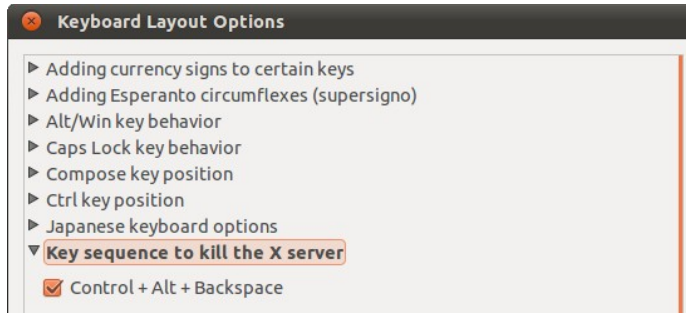 Keyboard Layout Options
Adding currency signs to certain keys
Adding Esperanto circumflexes (supersigno)
Alt/Win key behavior
Caps Lock key behavior
Compose key position
Ctrl key position
Japanese keyboard options
Key sequence to kill the X server
Control + Alt + Backspace